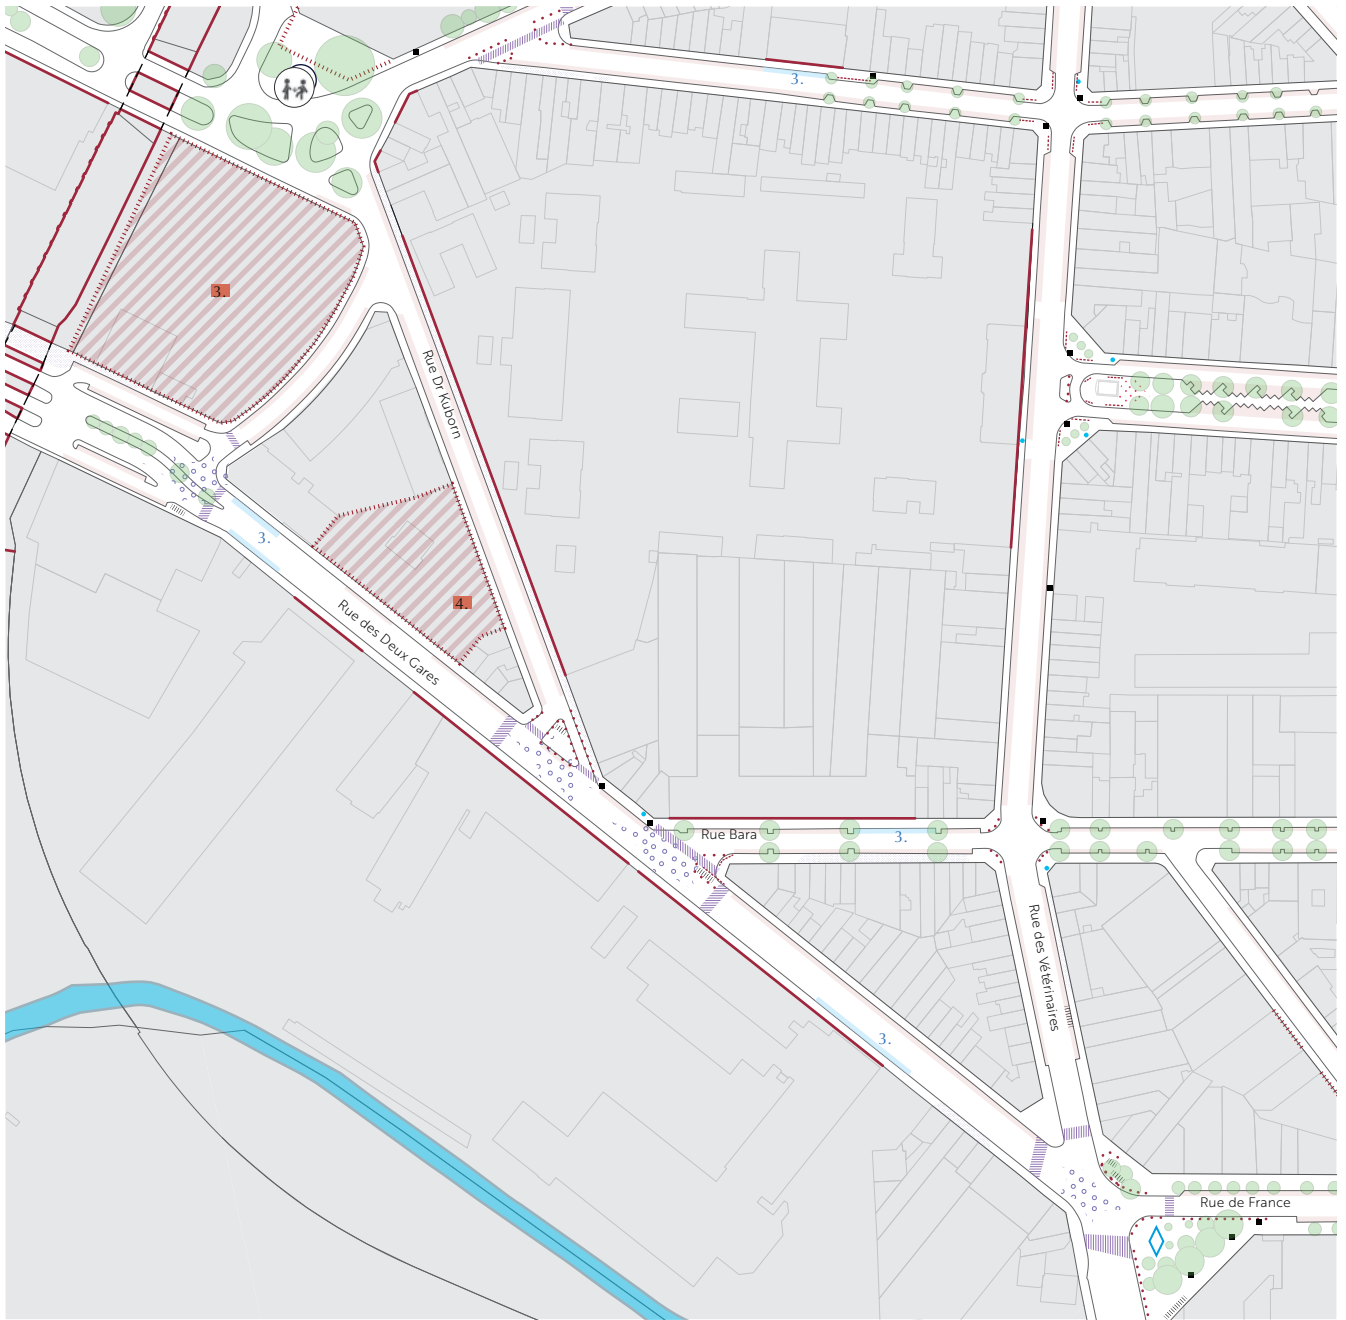 3.
3.
Rue Dr Kuborn
3.
4.
Rue des Deux Gares
Rue Bara
3.
Rue des Vétérinaires
3.
Rue de France